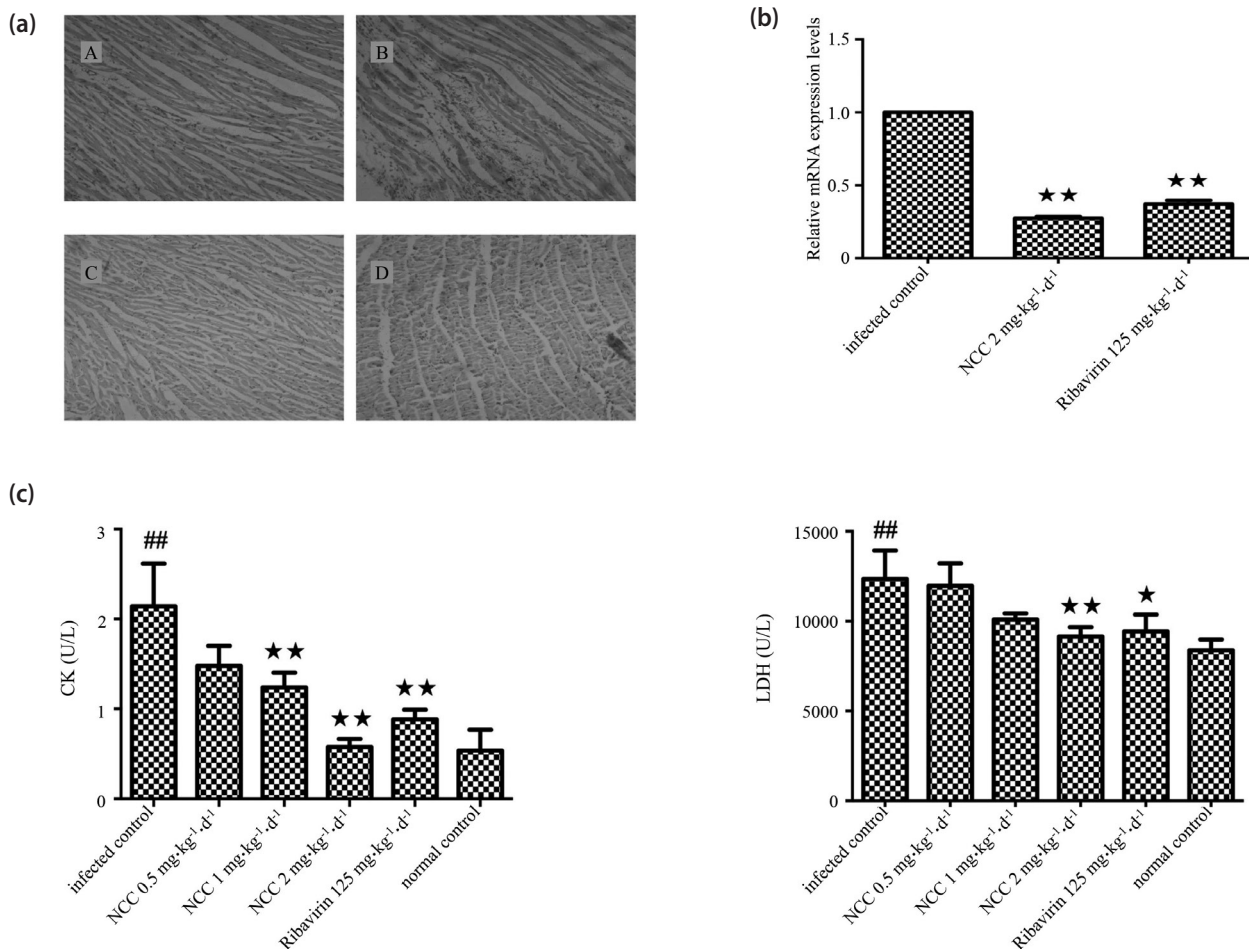 (a)
A
B
C
D
(b)
Relative mRNA expression levels
1.5
1.0
0.5
0
★★
★★
infected control
NCC 2 mg·kg⁻¹·d⁻¹
Ribavirin 125 mg·kg⁻¹·d⁻¹
(c)
CK (U/L)
3
2
1
0
##
★★
★★
★★
infected control
NCC 0.5 mg·kg⁻¹·d⁻¹
NCC 1 mg·kg⁻¹·d⁻¹
NCC 2 mg·kg⁻¹·d⁻¹
Ribavirin 125 mg·kg⁻¹·d⁻¹
normal control
LDH (U/L)
15000
10000
5000
0
##
★★
★
infected control
NCC 0.5 mg·kg⁻¹·d⁻¹
NCC 1 mg·kg⁻¹·d⁻¹
NCC 2 mg·kg⁻¹·d⁻¹
Ribavirin 125 mg·kg⁻¹·d⁻¹
normal control